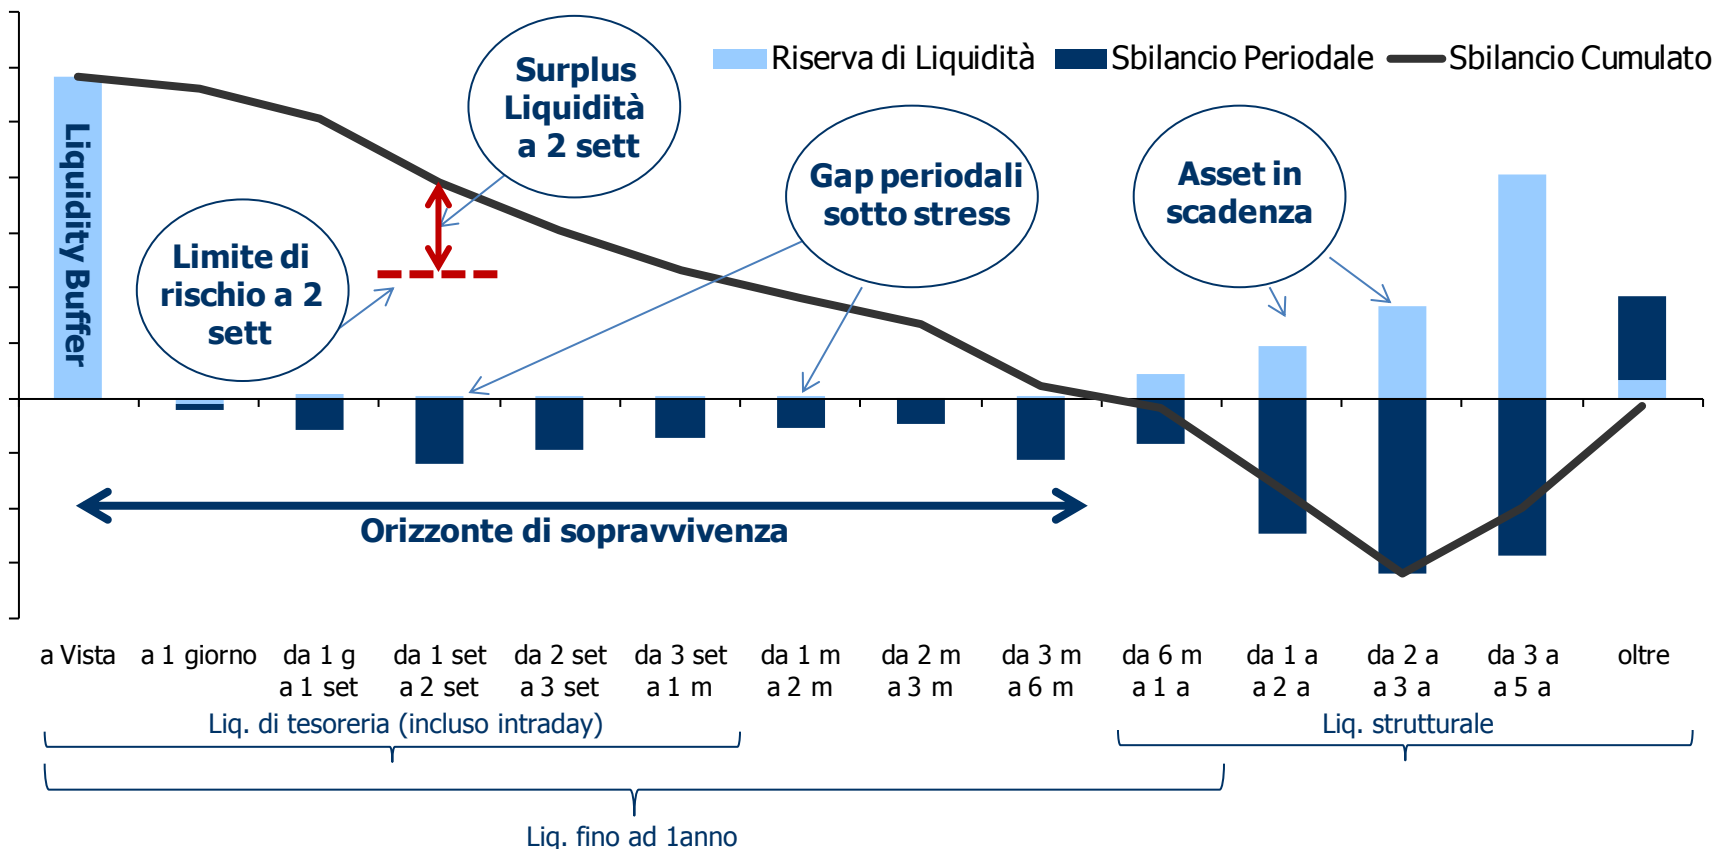 Riserva di Liquidità
Sbilancio Periodale
Sbilancio Cumulato
Liquidity Buffer
Surplus
Liquidità
a 2 sett
Limite di
rischio a 2
sett
Gap periodali
sotto stress
Asset in
scadenza
Orizzonte di sopravvivenza
a Vista
a 1 giorno
da 1 g
a 1 set
da 1 set
a 2 set
da 2 set
a 3 set
da 3 set
a 1 m
da 1 m
a 2 m
da 2 m
a 3 m
da 3 m
a 6 m
da 6 m
a 1 a
da 1 a
a 2 a
da 2 a
a 3 a
da 3 a
a 5 a
oltre
Liq. di tesoreria (incluso intraday)
Liq. strutturale
Liq. fino ad 1anno